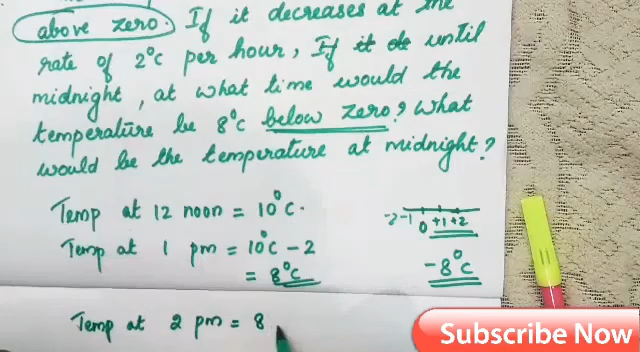 above zero. If it decreases at the
rate of 2°c per hour, If it de until
midnight, at what time would the
temperature be 8°c below zero? What
would be the temperature at midnight?
Temp at 12 noon = 10°C.
-2 -1 0 +1 +2
Temp at 1 pm = 10°C - 2
= 8°C
-8°C
Temp at 2 pm = 8
Subscribe Now